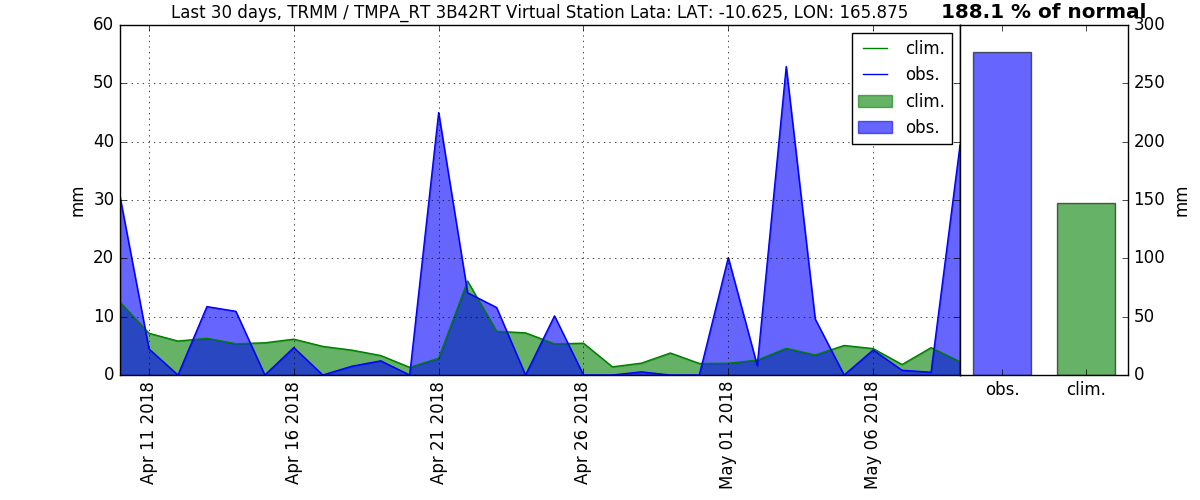 Last 30 days, TRMM / TMPA_RT 3B42RT Virtual Station Lata: LAT: -10.625, LON: 165.875
188.1 % of normal
60
50
40
30
20
10
0
mm
clim.
obs.
clim.
obs.
Apr 11 2018
Apr 16 2018
Apr 21 2018
Apr 26 2018
May 01 2018
May 06 2018
300
250
200
150
100
50
0
mm
obs.
clim.